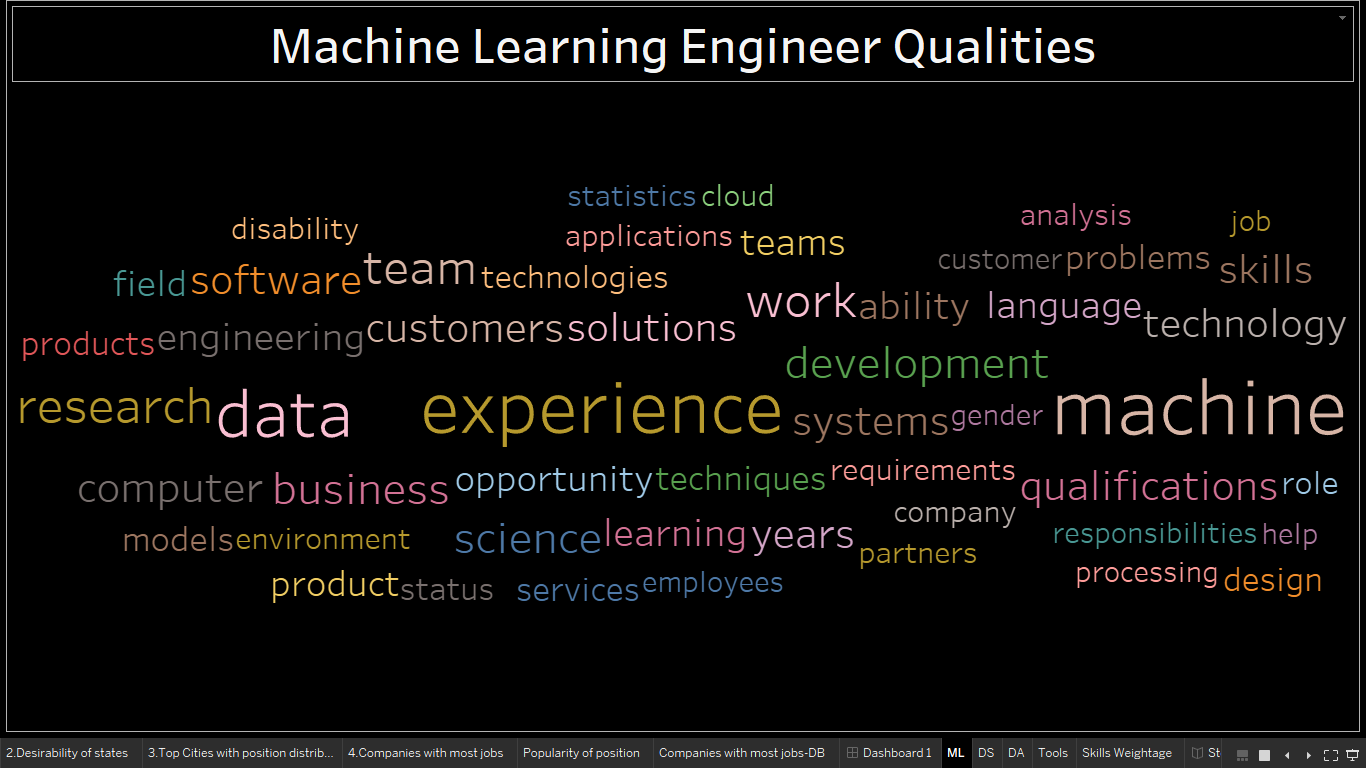 Machine Learning Engineer Qualities
statistics cloud
disability applications teams analysis job
field software team technologies customer problems skills
products engineering customers solutions work ability language technology
development
research data experience systems gender machine
computer business opportunity techniques requirements qualifications role
models environment science learning years company partners responsibilities help
product status services employees processing design
2.Desirability of states 3.Top Cities with position distrib... 4.Companies with most jobs Popularity of position Companies with most jobs-DB Dashboard 1 ML DS DA Tools Skills Weightage St